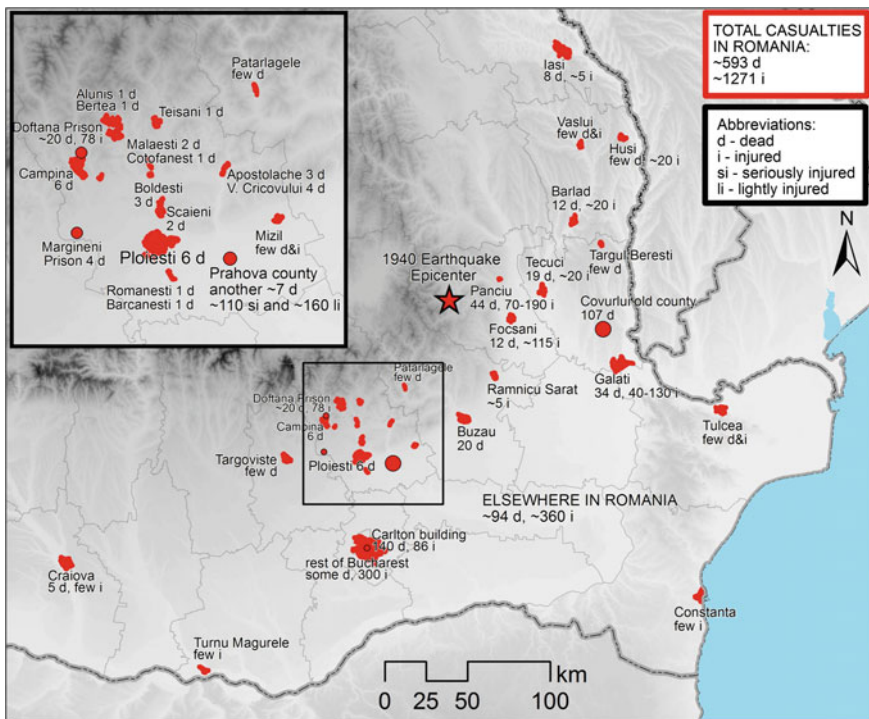 Patarlagele
few d
Alunis 1 d
Bertea 1 d
Teisani 1 d
Doftana Prison
~20 d, 78 i
Malaesti 2 d
Cotofanest 1 d
Campina
6 d
Apostolache 3 d
V. Cricovului 4 d
Boldesti
3 d
Scaieni
2 d
Mizil
few d&i
Margineni
Prison 4 d
Ploiesti 6 d
Prahova county
another ~7 d
~110 si and ~160 li
Romanesti 1 d
Barcanesti 1 d
TOTAL CASUALTIES
IN ROMANIA:
~593 d
~1271 i
Abbreviations:
d - dead
i - injured
si - seriously injured
li - lightly injured
N
Iasi
8 d, ~5 i
Vaslui
few d&i
Husi
few d, ~20 i
Barlad
12 d, ~20 i
1940 Earthquake
Epicenter
Tecuci
19 d, ~20 i
Targul Beresti
few d
Panciu
44 d, 70-190 i
Covurlui old county
107 d
Focsani
12 d, ~115 i
Galati
34 d, 40-130 i
Ramnicu Sarat
~5 i
Tulcea
few d&i
Buzau
20 d
Patarlagele
few d
Doftana Prison
~20 d, 78 i
Campina
6 d
Ploiesti 6 d
Targoviste
few d
ELSEWHERE IN ROMANIA
~94 d, ~360 i
Carlton building
140 d, 86 i
rest of Bucharest
some d, 300 i
Craiova
5 d, few i
Constanta
few i
Turnu Magurele
few i
km
0 25 50 100